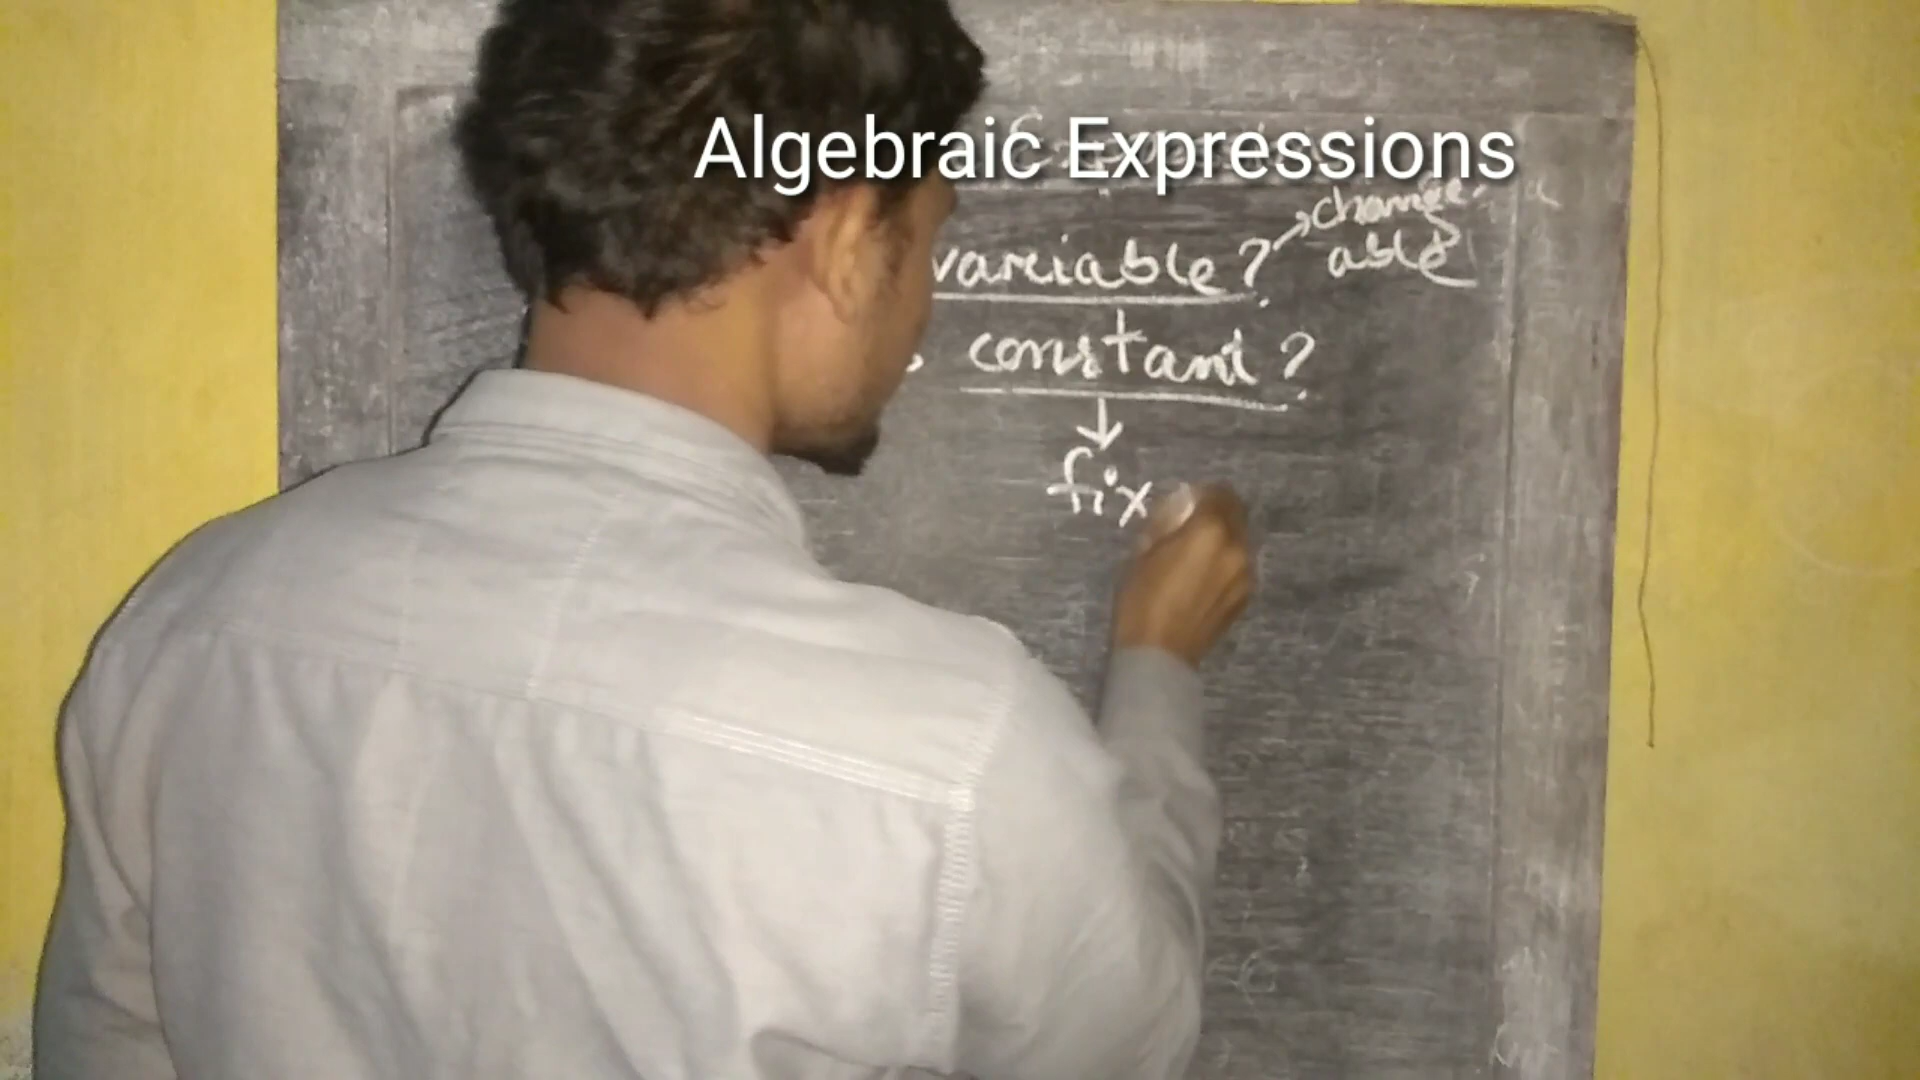 Algebraic Expressions
variable? → change
able
constant?
↓
fix